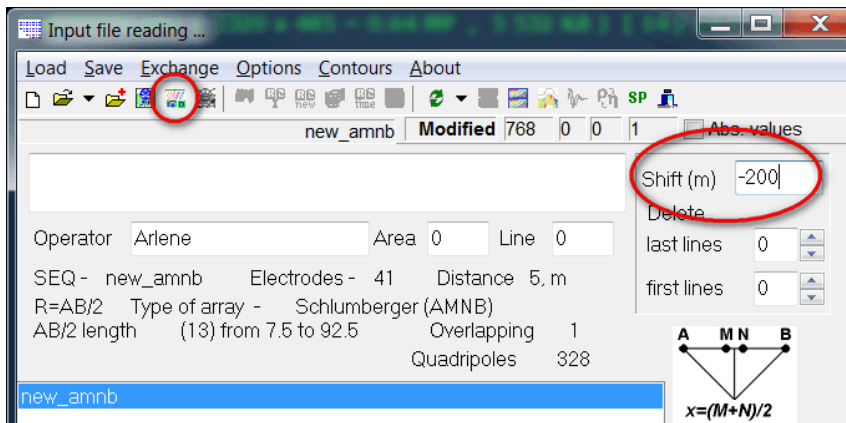 Input file reading ...
Load Save Exchange Options Contours About
SP
new_amnb Modified 768 0 0 1 Abs. values
Shift (m) -200
Delete
Operator Arlene Area 0 Line 0
last lines 0
SEQ - new_amnb Electrodes - 41 Distance 5, m
first lines 0
R=AB/2 Type of array - Schlumberger (AMNB)
AB/2 length (13) from 7.5 to 92.5 Overlapping 1
Quadripoles 328
A M N B
new_amnb
x=(M+N)/2